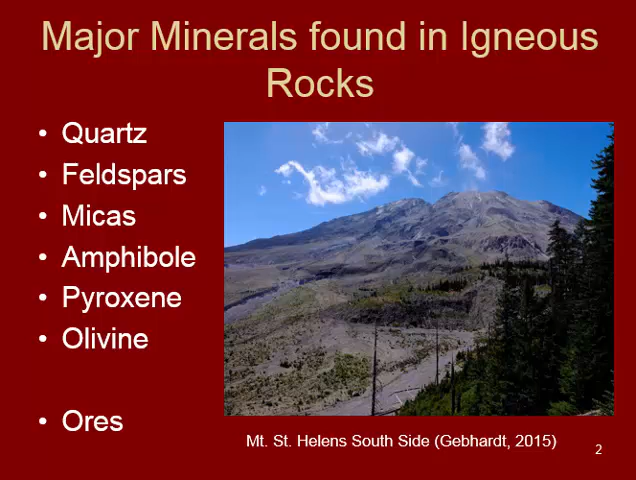 Major Minerals found in Igneous
Rocks
• Quartz
• Feldspars
• Micas
• Amphibole
• Pyroxene
• Olivine
• Ores
Mt. St. Helens South Side (Gebhardt, 2015)
2